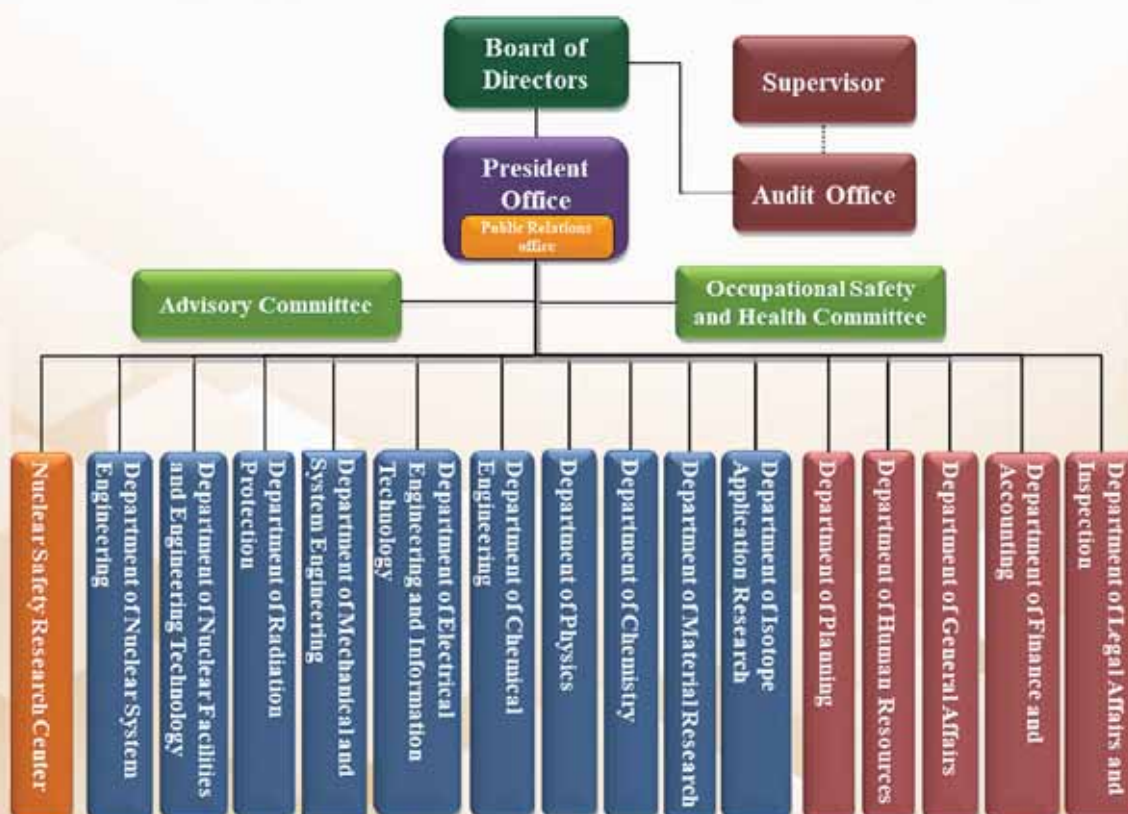 Board of
Directors
Supervisor
President
Office
Public Relations
office
Audit Office
Advisory Committee
Occupational Safety
and Health Committee
Nuclear Safety Research Center
Department of Nuclear System
Engineering
Department of Nuclear Facilities
and Engineering Technology
Department of Radiation
Protection
Department of Mechanical and
System Engineering
Department of Electrical
Engineering and Information
Technology
Department of Chemical
Engineering
Department of Physics
Department of Chemistry
Department of Material Research
Department of Isotope
Application Research
Department of Planning
Department of Human Resources
Department of General Affairs
Department of Finance and
Accounting
Department of Legal Affairs and
Inspection